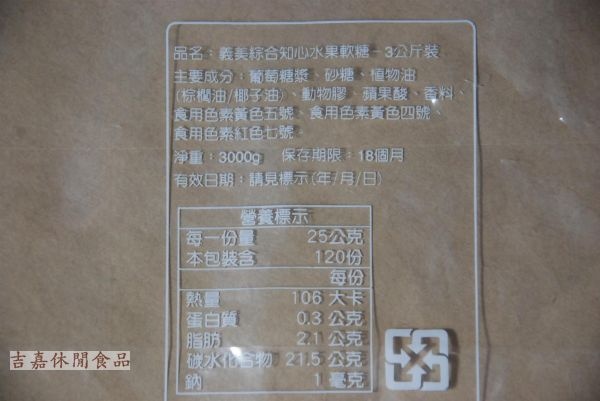 品名：義美綜合知心水果軟糖－3公斤裝
主要成分：葡萄糖漿、砂糖、植物油
(棕櫚油/椰子油)、動物膠、蘋果酸、香料、
食用色素黃色五號、食用色素黃色四號、
食用色素紅色七號。
淨重：3000g 保存期限：18個月
有效日期：請見標示(年/月/日)
營養標示
每一份量 25公克
本包裝含 120份
每份
熱量 106 大卡
蛋白質 0.3 公克
脂肪 2.1 公克
碳水化合物 21.5 公克
鈉 1 毫克
吉嘉休閒食品